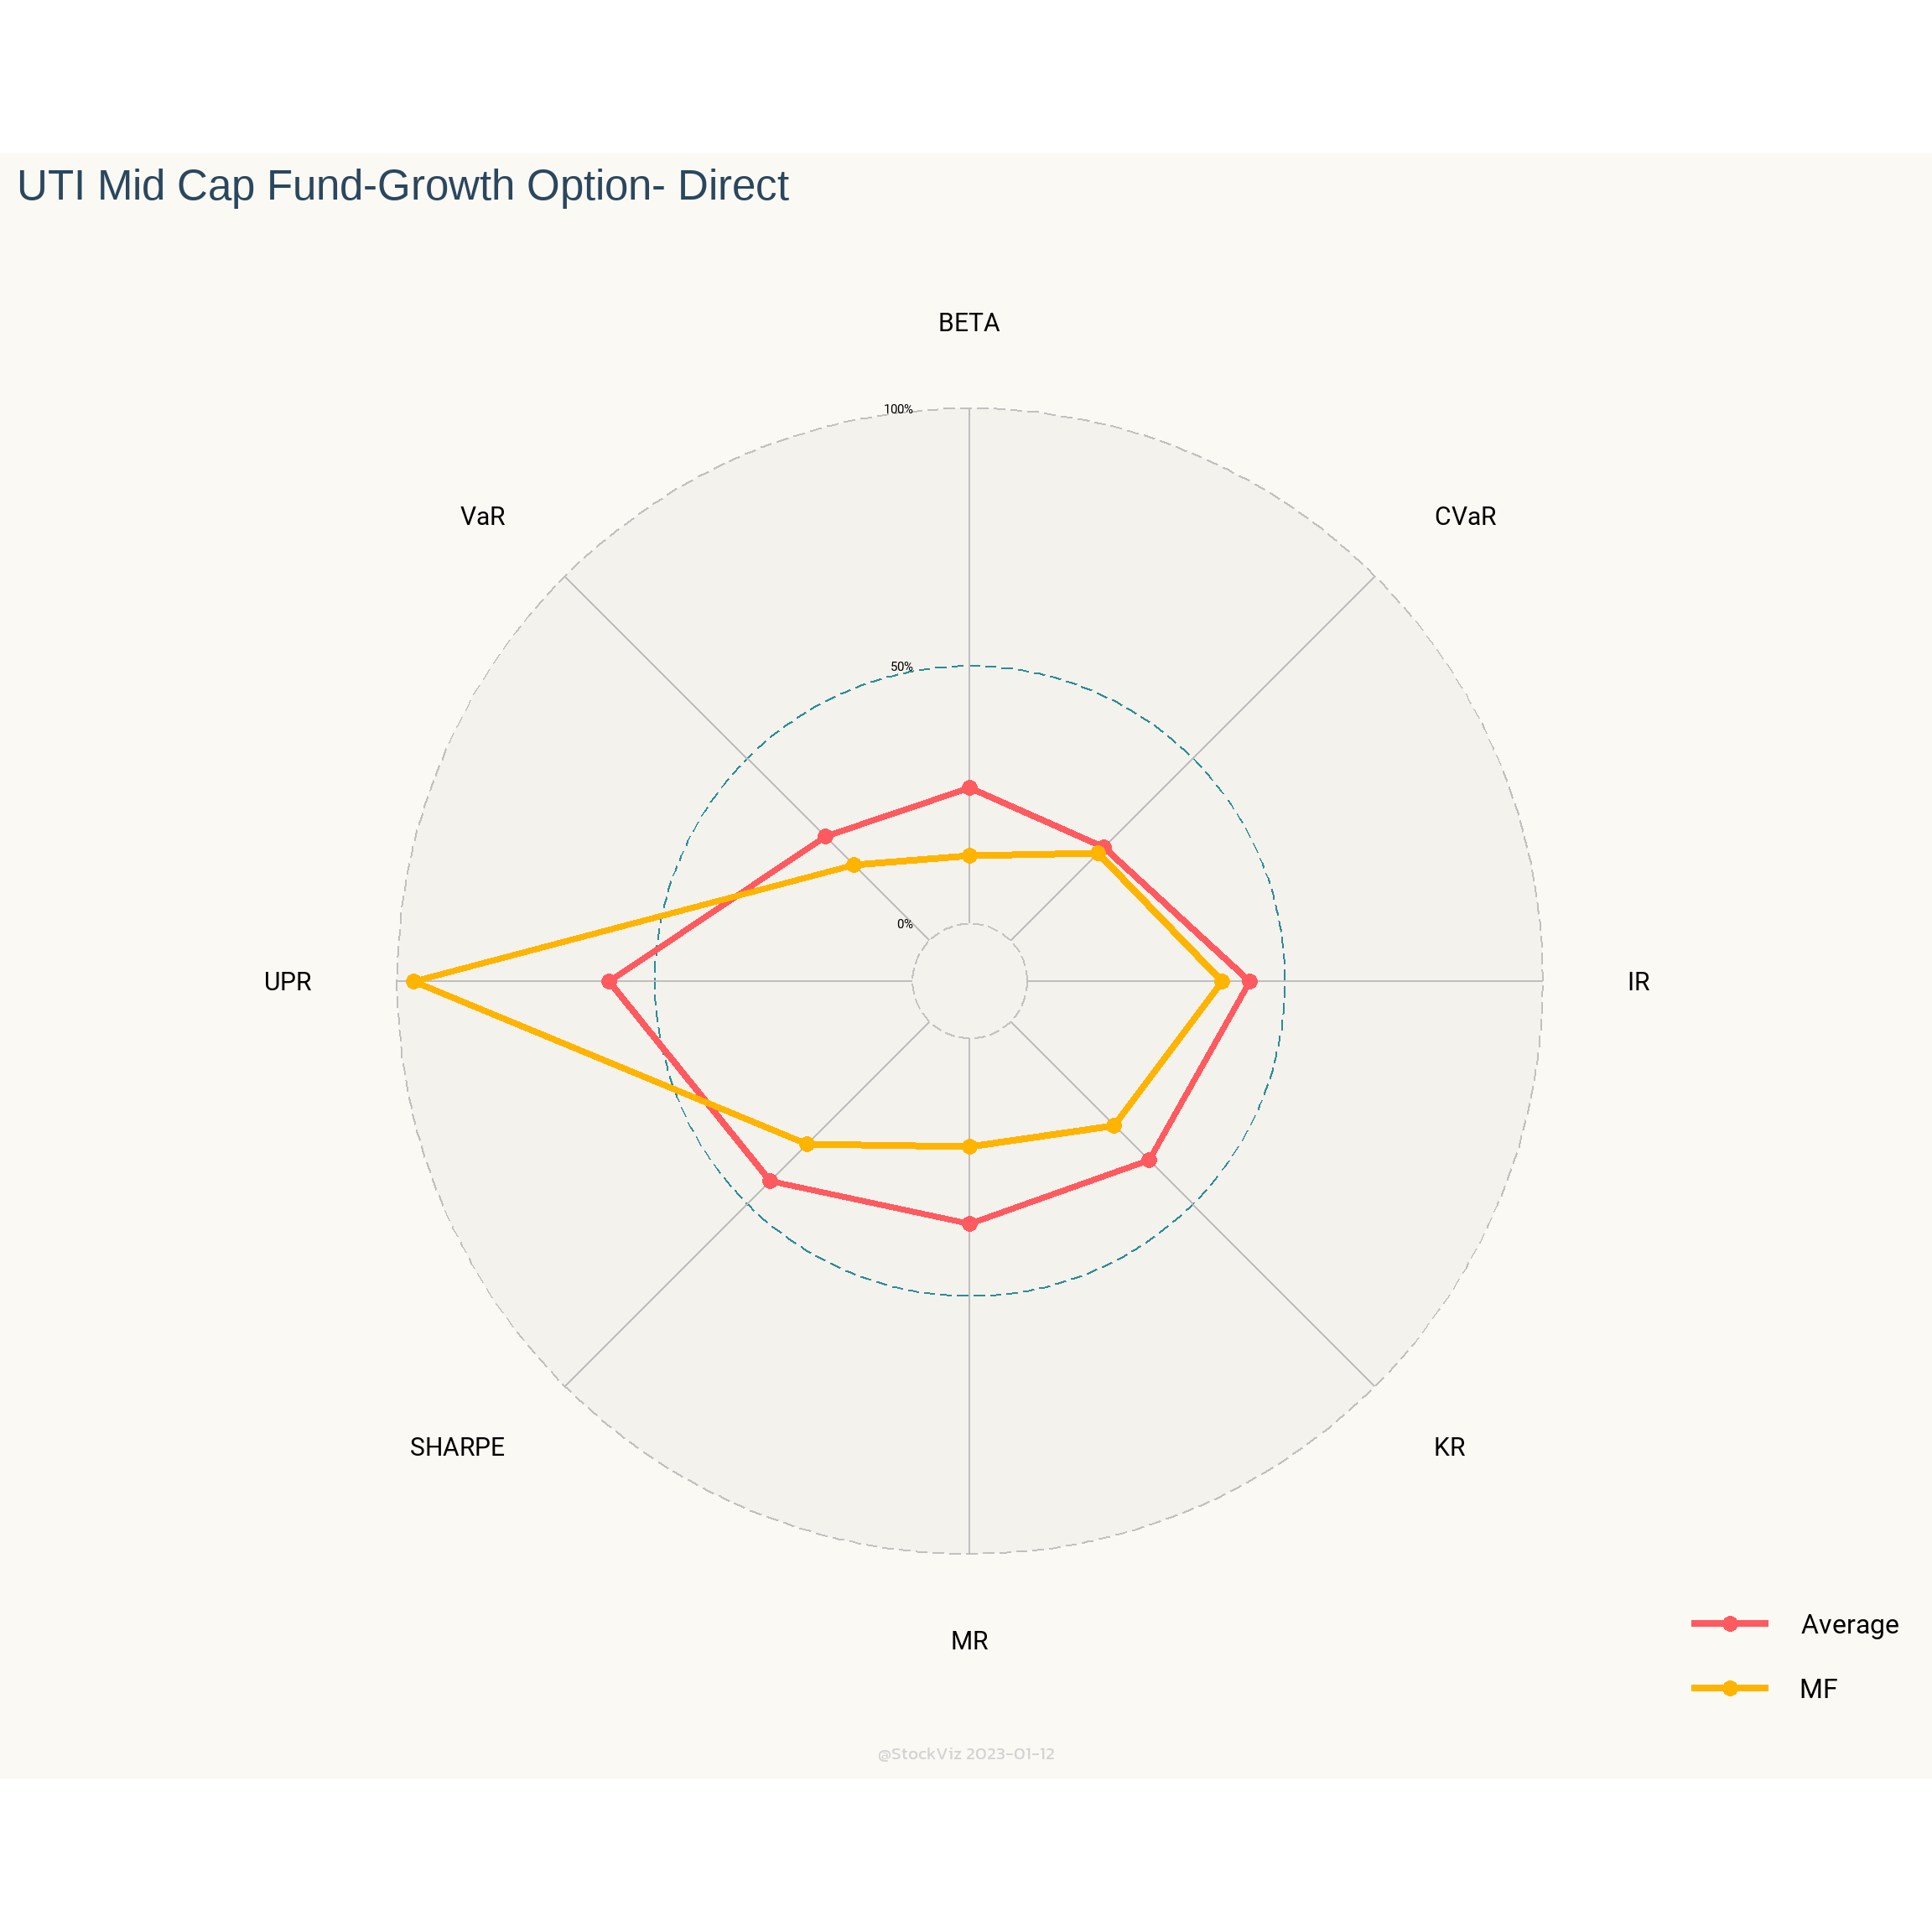 UTI Mid Cap Fund-Growth Option- Direct
BETA
100%
VaR
CVaR
50%
0%
UPR
IR
SHARPE
KR
MR
Average
MF
@StockViz 2023-01-12